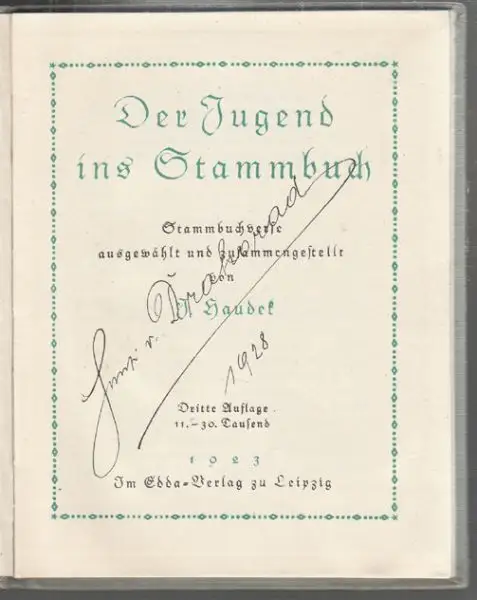 Der Jugend
ins Stammbuch
Stammbuchverse
ausgewählt und zusammengestellt
von
Haudek
v.
1928
Dritte Auflage
11.–30. Tausend
1923
Im Edda-Verlag zu Leipzig